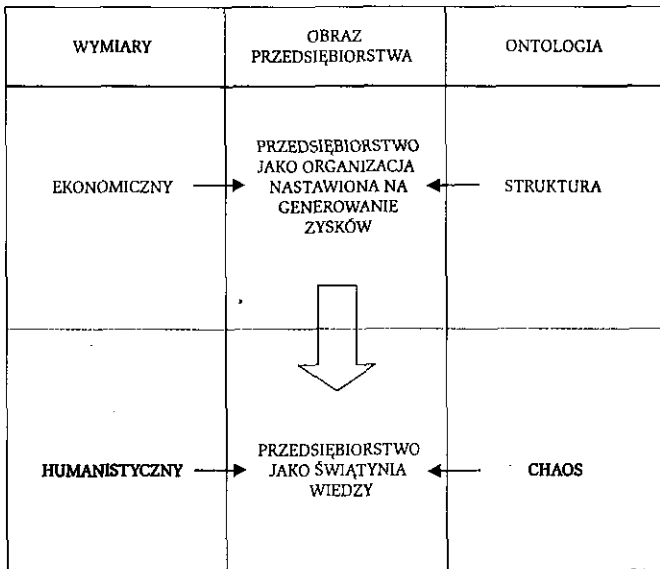 WYMIARY
OBRAZ
PRZEDSIĘBIORSTWA
ONTOLOGIA
EKONOMICZNY
PRZEDSIĘBIORSTWO
JAKO ORGANIZACJA
NASTAWIONA NA
GENEROWANIE
ZYSKÓW
STRUKTURA
HUMANISTYCZNY
PRZEDSIĘBIORSTWO
JAKO ŚWIĄTYNIA
WIEDZY
CHAOS